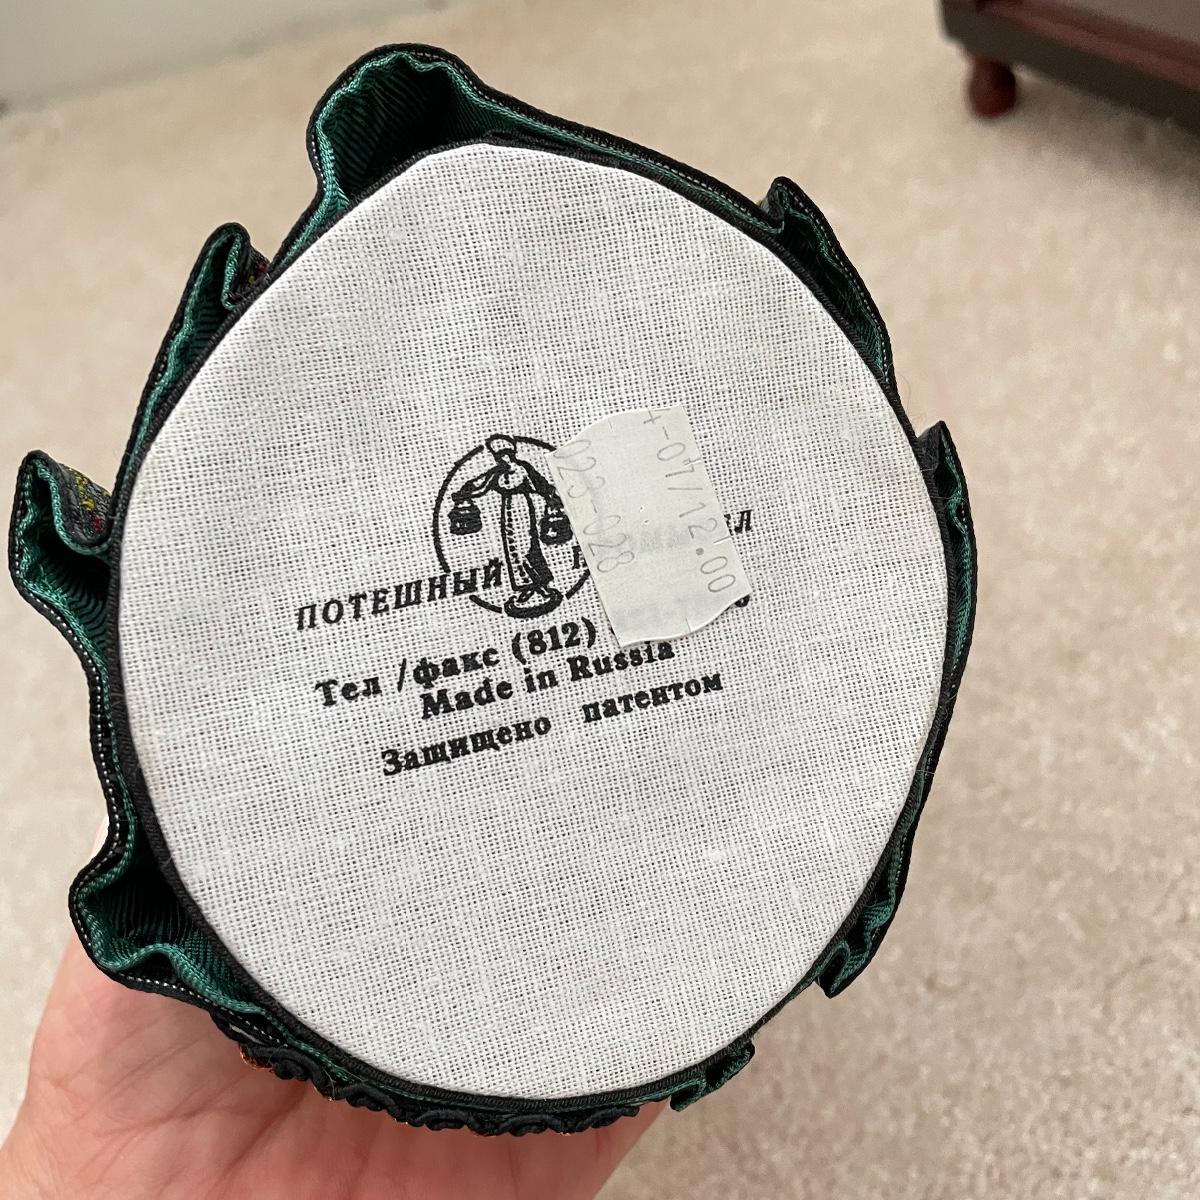 ПОТЕШНЫЙ
Тел /факс (812)
Made in Russia
Защищено патентом
023-028
+-07/12.00